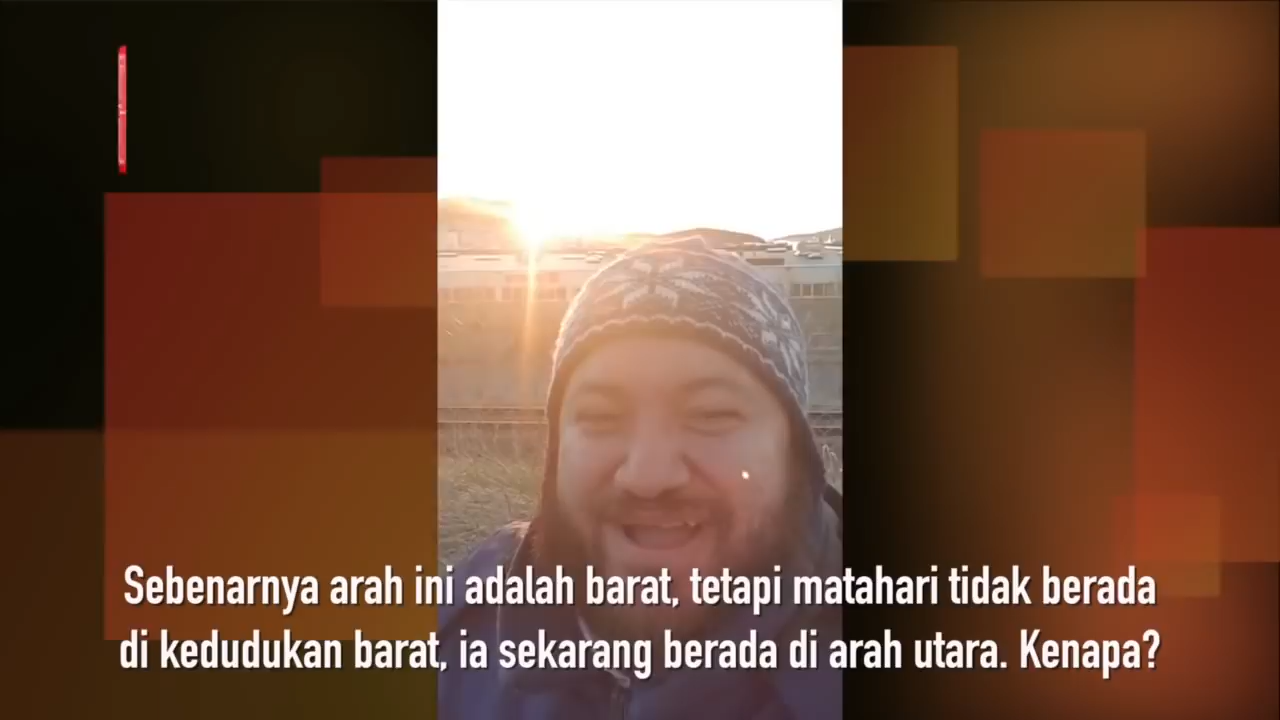 Sebenarnya arah ini adalah barat, tetapi matahari tidak berada
di kedudukan barat, ia sekarang berada di arah utara. Kenapa?